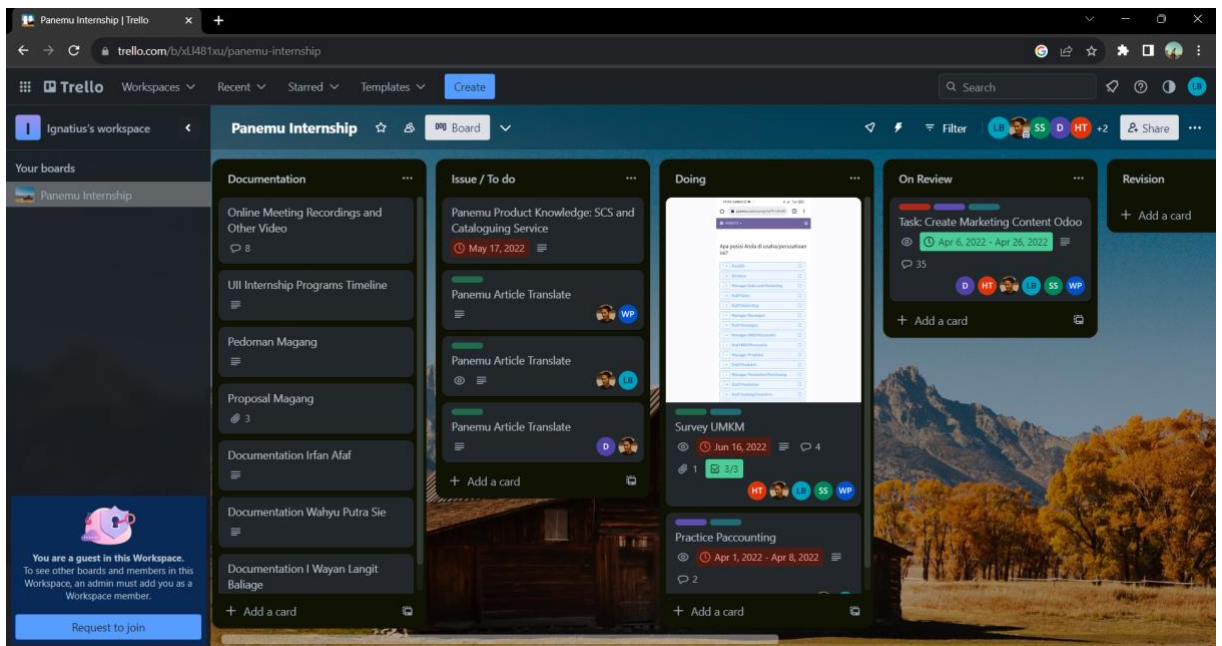 Panemu Internship | Trello
trello.com/b/xLl481xu/panemu-internship
Trello Workspaces Recent Starred Templates Create Search LB
I Ignatius's workspace Panemu Internship Board Filter LB SS D HT +2 Share
Your boards
Panemu Internship
You are a guest in this Workspace.
To see other boards and members in this
Workspace, an admin must add you as a
Workspace member.
Request to join
Documentation
Online Meeting Recordings and
Other Video
8
UII Internship Programs Timeline
Pedoman Magang
Proposal Magang
3
Documentation Irfan Afaf
Documentation Wahyu Putra Sie
Documentation I Wayan Langit
Baliage
+ Add a card
Issue / To do
Panemu Product Knowledge: SCS and
Cataloguing Service
May 17, 2022
Panemu Article Translate
WP
Panemu Article Translate
LB
Panemu Article Translate
D
+ Add a card
Doing
Apa posisi Anda di usaha/perusahaan
ini?
Survey UMKM
Jun 16, 2022 4
1 3/3
HT LB SS WP
Practice Paccounting
Apr 1, 2022 - Apr 8, 2022
2
+ Add a card
On Review
Task: Create Marketing Content Odoo
Apr 6, 2022 - Apr 26, 2022
35
D HT LB SS WP
+ Add a card
Revision
+ Add a card